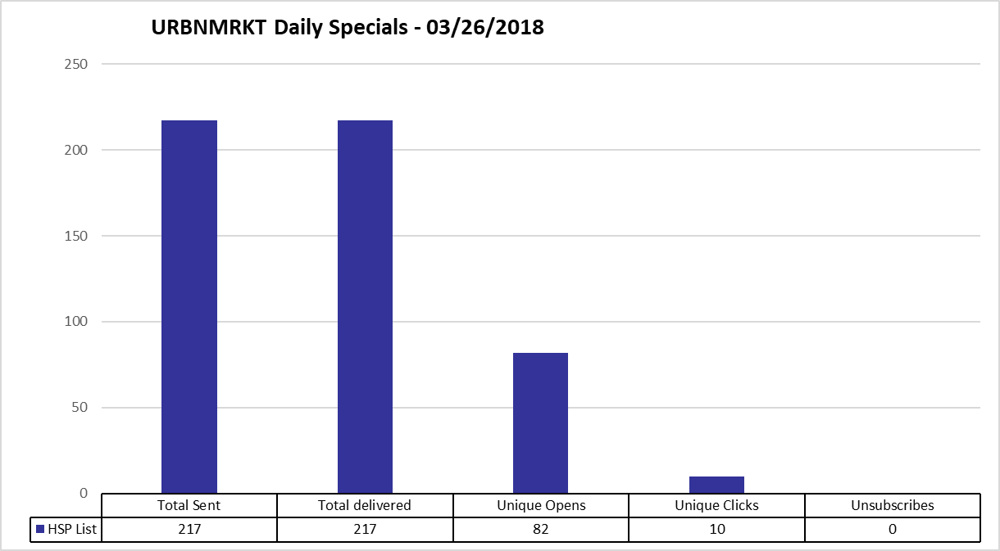 URBNMRKT Daily Specials - 03/26/2018
250
200
150
100
50
0
Total Sent Total delivered Unique Opens Unique Clicks Unsubscribes
HSP List 217 217 82 10 0